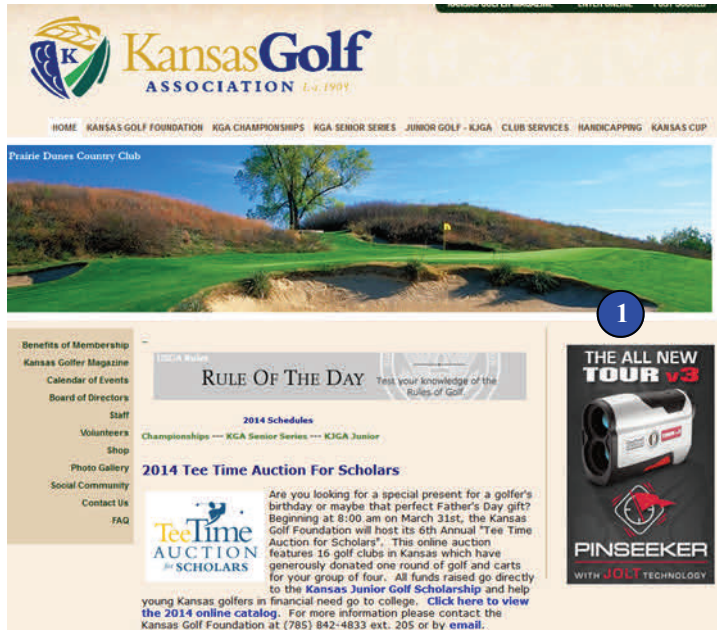 KANSAS GOLFER MAGAZINE ENTER ONLINE POST SCORES
K
KansasGolf
ASSOCIATION Est. 1908
HOME KANSAS GOLF FOUNDATION KGA CHAMPIONSHIPS KGA SENIOR SERIES JUNIOR GOLF - KJGA CLUB SERVICES HANDICAPPING KANSAS CUP
Prairie Dunes Country Club
1
Benefits of Membership
Kansas Golfer Magazine
Calendar of Events
Board of Directors
Staff
Volunteers
Shop
Photo Gallery
Social Community
Contact Us
FAQ
USGA Rules
RULE OF THE DAY Test your knowledge of the
Rules of Golf.
2014 Schedules
Championships --- KGA Senior Series --- KJGA Junior
2014 Tee Time Auction For Scholars
TeeTime
AUCTION
for SCHOLARS
Are you looking for a special present for a golfer's
birthday or maybe that perfect Father's Day gift?
Beginning at 8:00 am on March 31st, the Kansas
Golf Foundation will host its 6th Annual "Tee Time
Auction for Scholars". This online auction
features 16 golf clubs in Kansas which have
generously donated one round of golf and carts
for your group of four. All funds raised go directly
to the Kansas Junior Golf Scholarship and help
young Kansas golfers in financial need go to college. Click here to view
the 2014 online catalog. For more information please contact the
Kansas Golf Foundation at (785) 842-4833 ext. 205 or by email.
THE ALL NEW
TOUR v3
PINSEEKER
WITH JOLT TECHNOLOGY